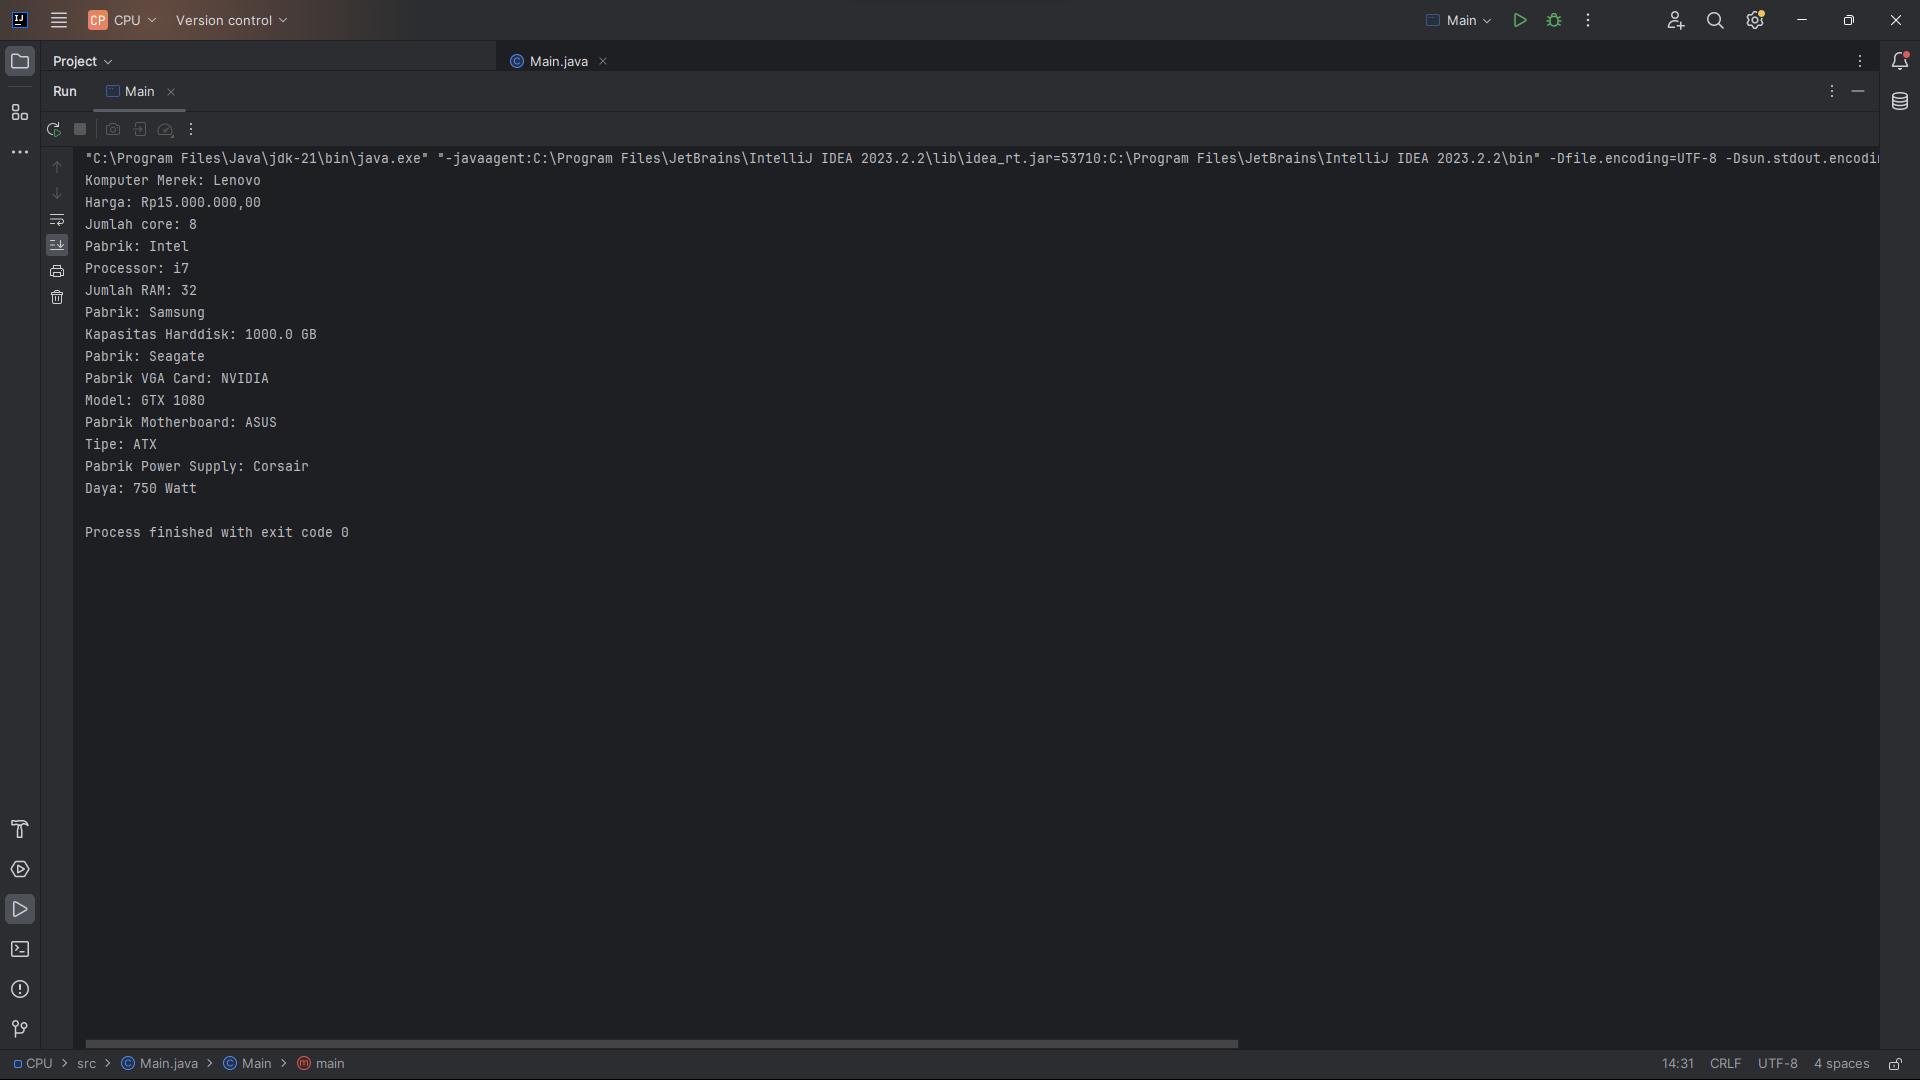 CP CPU Version control Main
Project Main.java
Run Main
"C:\Program Files\Java\jdk-21\bin\java.exe" "-javaagent:C:\Program Files\JetBrains\IntelliJ IDEA 2023.2.2\lib\idea_rt.jar=53710:C:\Program Files\JetBrains\IntelliJ IDEA 2023.2.2\bin" -Dfile.encoding=UTF-8 -Dsun.stdout.encodin
Komputer Merek: Lenovo
Harga: Rp15.000.000,00
Jumlah core: 8
Pabrik: Intel
Processor: i7
Jumlah RAM: 32
Pabrik: Samsung
Kapasitas Harddisk: 1000.0 GB
Pabrik: Seagate
Pabrik VGA Card: NVIDIA
Model: GTX 1080
Pabrik Motherboard: ASUS
Tipe: ATX
Pabrik Power Supply: Corsair
Daya: 750 Watt
Process finished with exit code 0
CPU > src > Main.java > Main > main 14:31 CRLF UTF-8 4 spaces